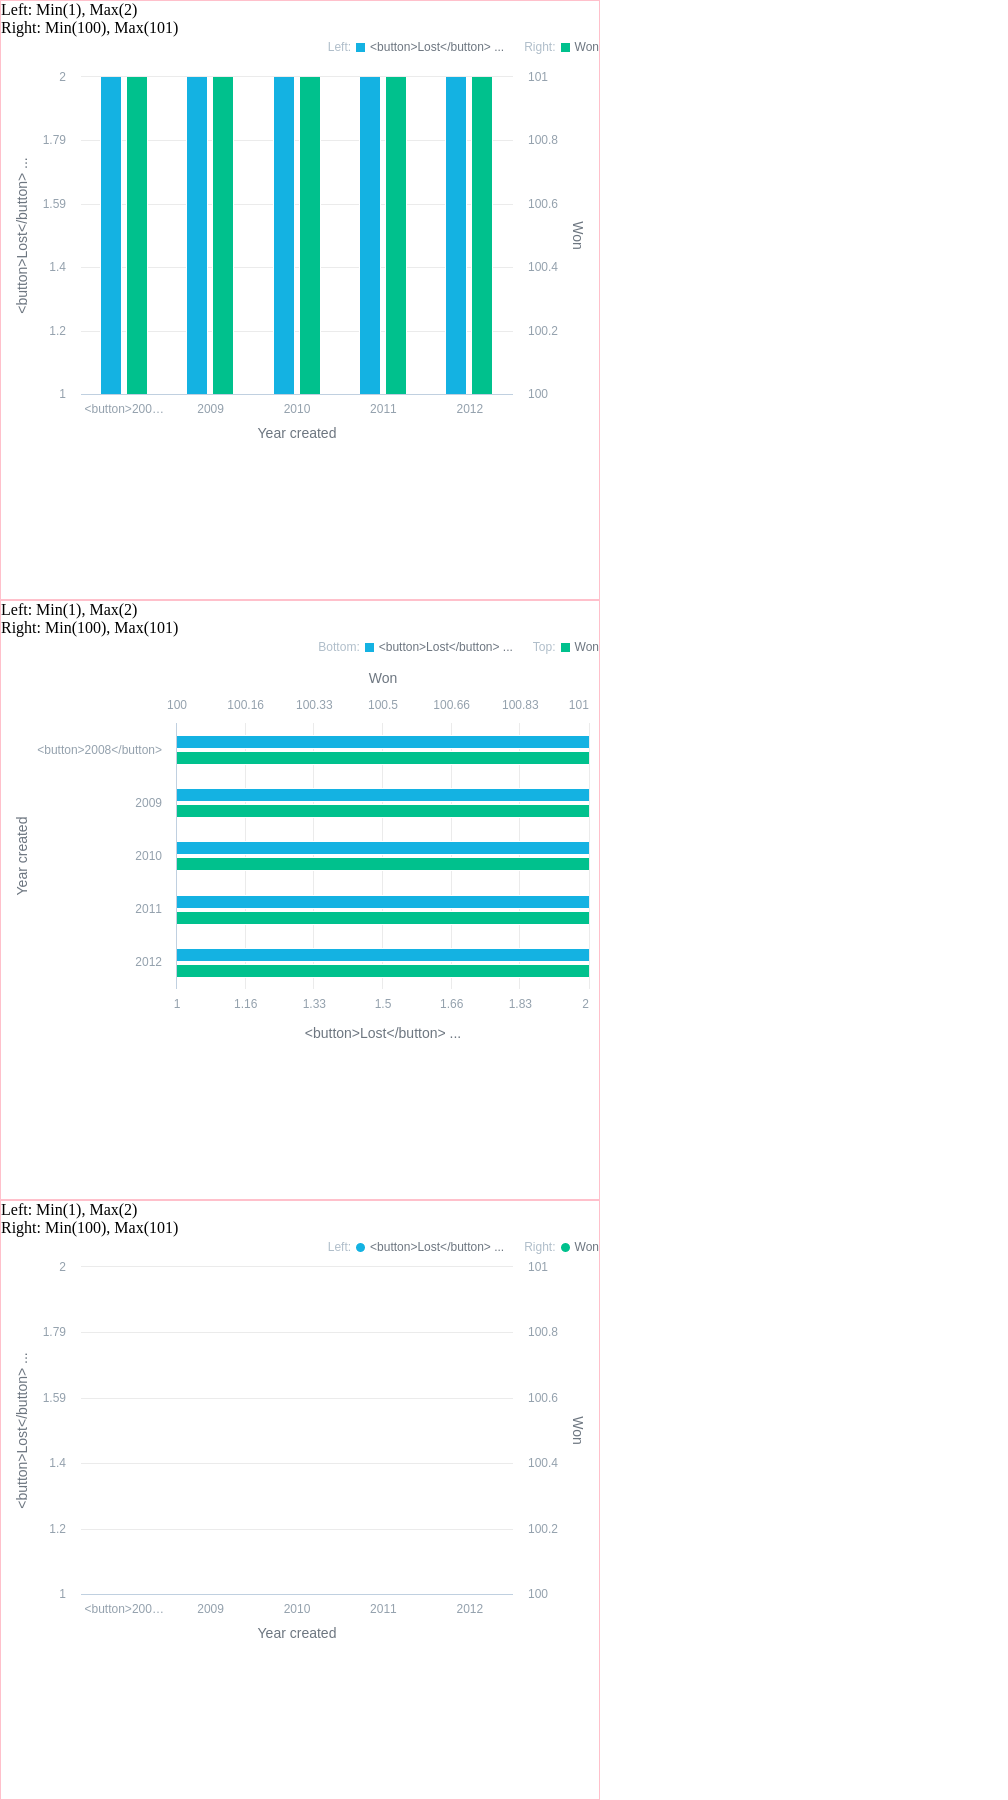 Left: Min(1), Max(2)
Right: Min(100), Max(101)
Left: <button>Lost</button> ... Right: Won
2 101
1.79 100.8
1.59 100.6
1.4 100.4
1.2 100.2
1 100
<button>Lost</button> ...
Won
<button>200... 2009 2010 2011 2012
Year created
Left: Min(1), Max(2)
Right: Min(100), Max(101)
Bottom: <button>Lost</button> ... Top: Won
Won
100 100.16 100.33 100.5 100.66 100.83 101
<button>2008</button>
2009
2010
2011
2012
Year created
1 1.16 1.33 1.5 1.66 1.83 2
<button>Lost</button> ...
Left: Min(1), Max(2)
Right: Min(100), Max(101)
Left: <button>Lost</button> ... Right: Won
2 101
1.79 100.8
1.59 100.6
1.4 100.4
1.2 100.2
1 100
<button>Lost</button> ...
Won
<button>200... 2009 2010 2011 2012
Year created